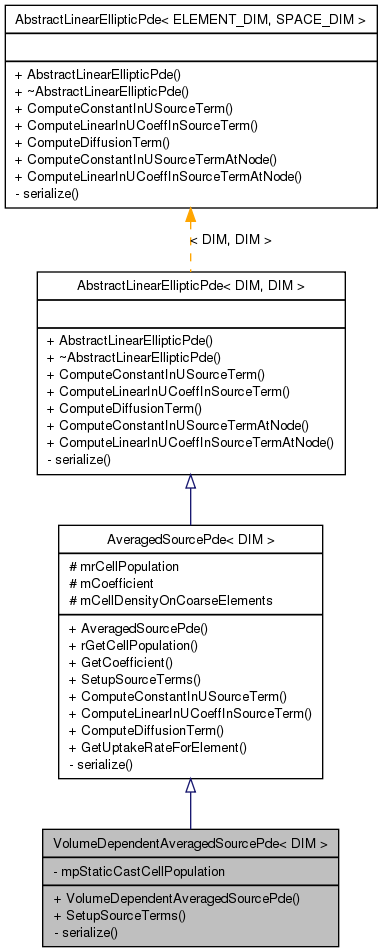 AbstractLinearEllipticPde< ELEMENT_DIM, SPACE_DIM >
+ AbstractLinearEllipticPde()
+ ~AbstractLinearEllipticPde()
+ ComputeConstantInUSourceTerm()
+ ComputeLinearInUCoeffInSourceTerm()
+ ComputeDiffusionTerm()
+ ComputeConstantInUSourceTermAtNode()
+ ComputeLinearInUCoeffInSourceTermAtNode()
- serialize()
< DIM, DIM >
AbstractLinearEllipticPde< DIM, DIM >
+ AbstractLinearEllipticPde()
+ ~AbstractLinearEllipticPde()
+ ComputeConstantInUSourceTerm()
+ ComputeLinearInUCoeffInSourceTerm()
+ ComputeDiffusionTerm()
+ ComputeConstantInUSourceTermAtNode()
+ ComputeLinearInUCoeffInSourceTermAtNode()
- serialize()
AveragedSourcePde< DIM >
# mrCellPopulation
# mCoefficient
# mCellDensityOnCoarseElements
+ AveragedSourcePde()
+ rGetCellPopulation()
+ GetCoefficient()
+ SetupSourceTerms()
+ ComputeConstantInUSourceTerm()
+ ComputeLinearInUCoeffInSourceTerm()
+ ComputeDiffusionTerm()
+ GetUptakeRateForElement()
- serialize()
VolumeDependentAveragedSourcePde< DIM >
- mpStaticCastCellPopulation
+ VolumeDependentAveragedSourcePde()
+ SetupSourceTerms()
- serialize()